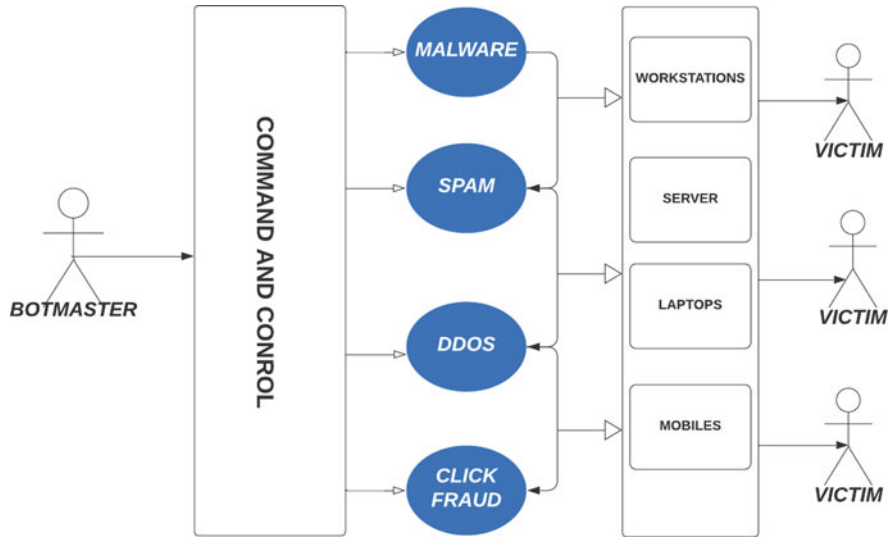 BOTMASTER
COMMAND AND CONROL
MALWARE
SPAM
DDOS
CLICK
FRAUD
WORKSTATIONS
SERVER
LAPTOPS
MOBILES
VICTIM
VICTIM
VICTIM